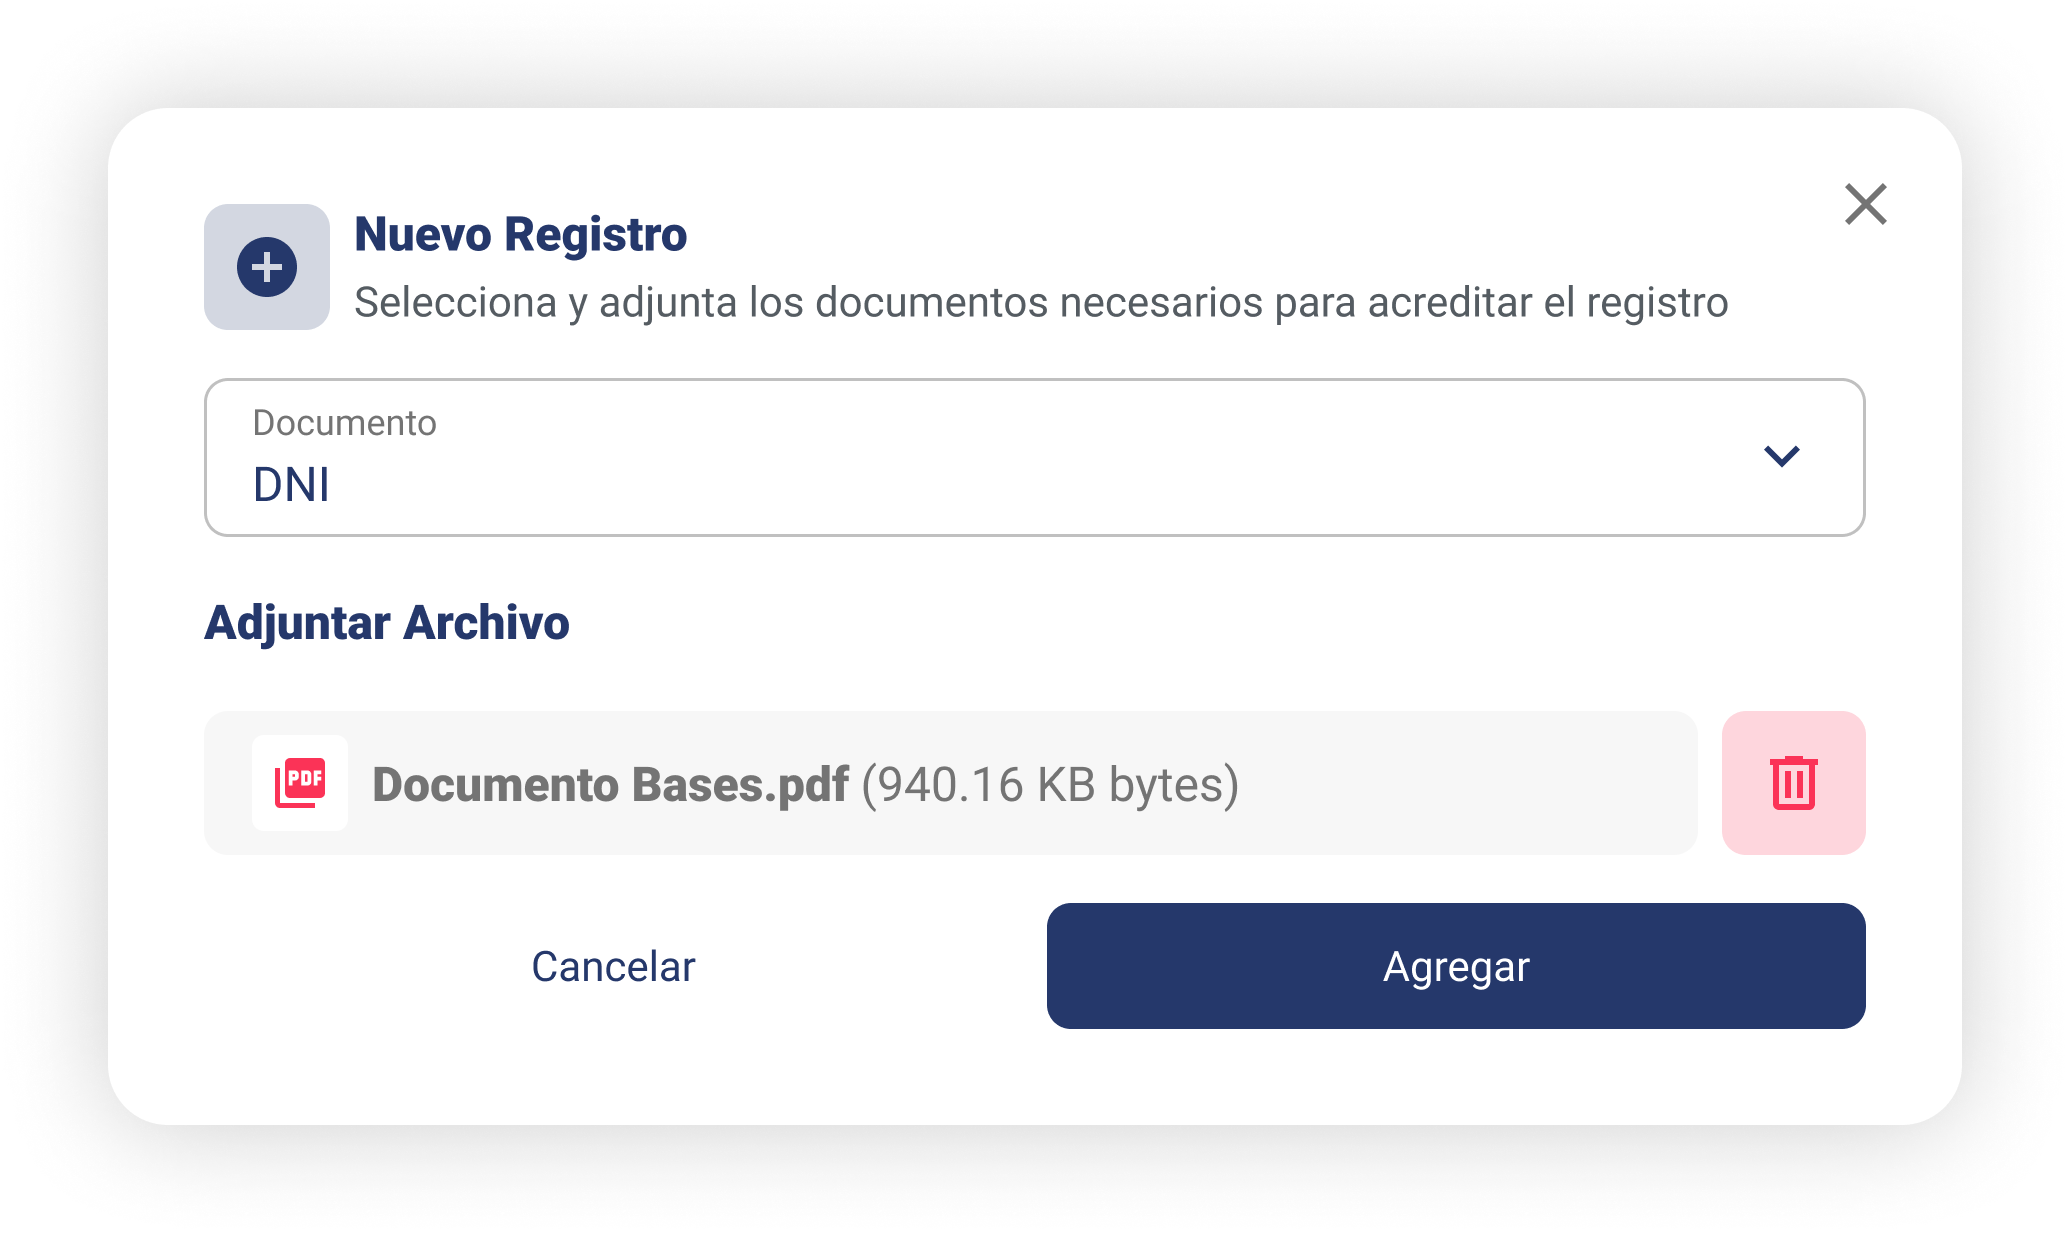 Nuevo Registro
Selecciona y adjunta los documentos necesarios para acreditar el registro
Documento
DNI
Adjuntar Archivo
PDF
Documento Bases.pdf (940.16 KB bytes)
Cancelar
Agregar